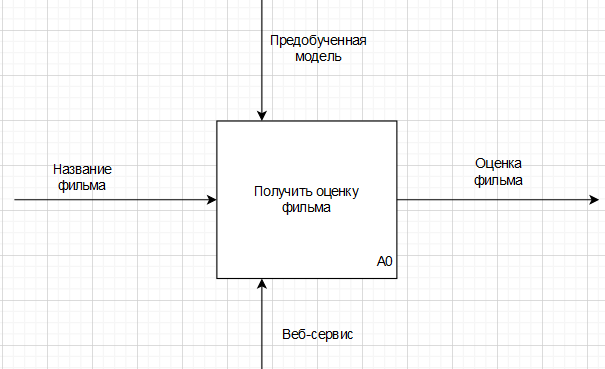 Предобученная
модель
Название
фильма
Оценка
фильма
Получить оценку
фильма
A0
Веб-сервис